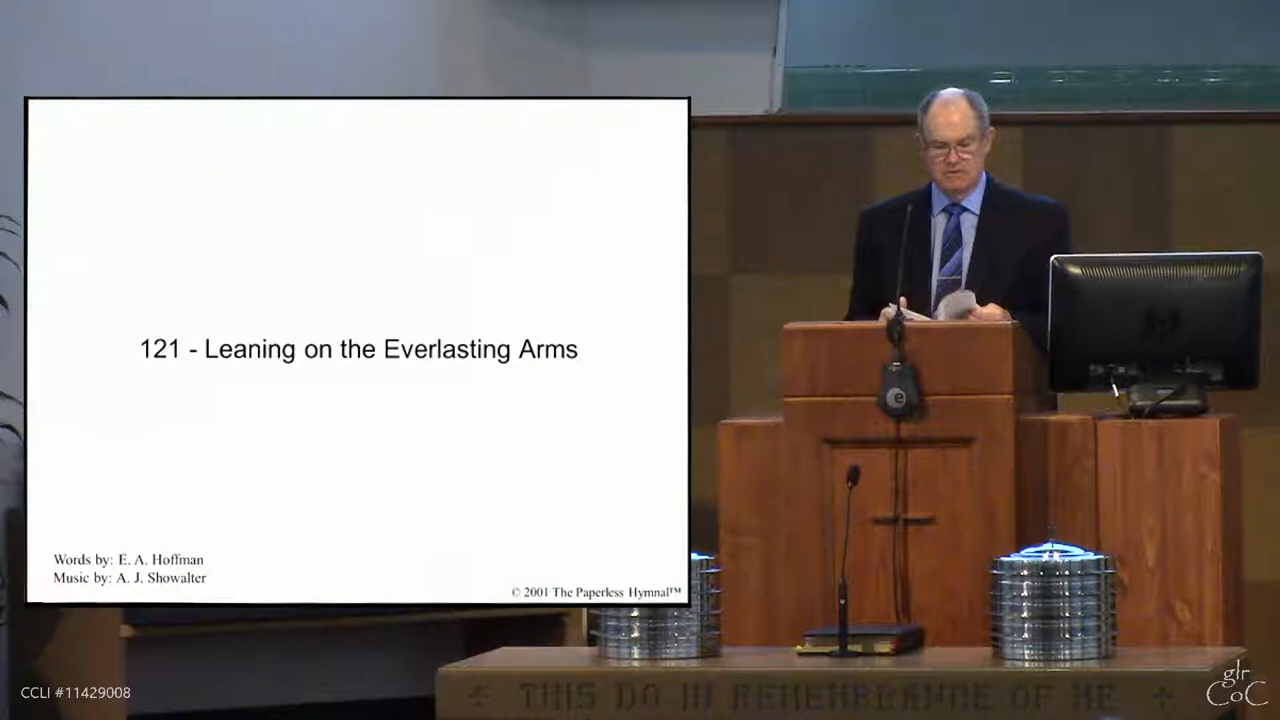 121 - Leaning on the Everlasting Arms
Words by: E. A. Hoffman
Music by: A. J. Showalter
© 2001 The Paperless Hymnal™
e
CCLI #11429008
THIS DO IN REMEMBRANCE OF ME
glr
CoC